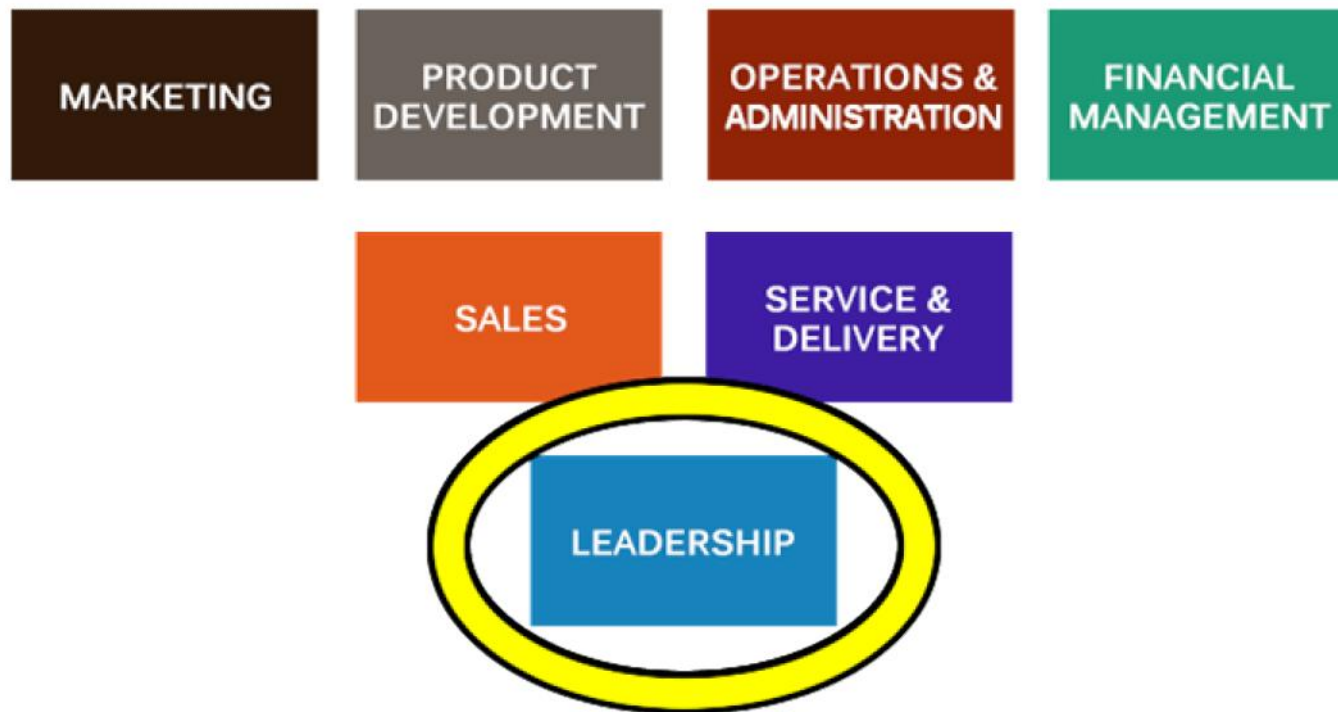 MARKETING
PRODUCT
DEVELOPMENT
OPERATIONS &
ADMINISTRATION
FINANCIAL
MANAGEMENT
SALES
SERVICE &
DELIVERY
LEADERSHIP